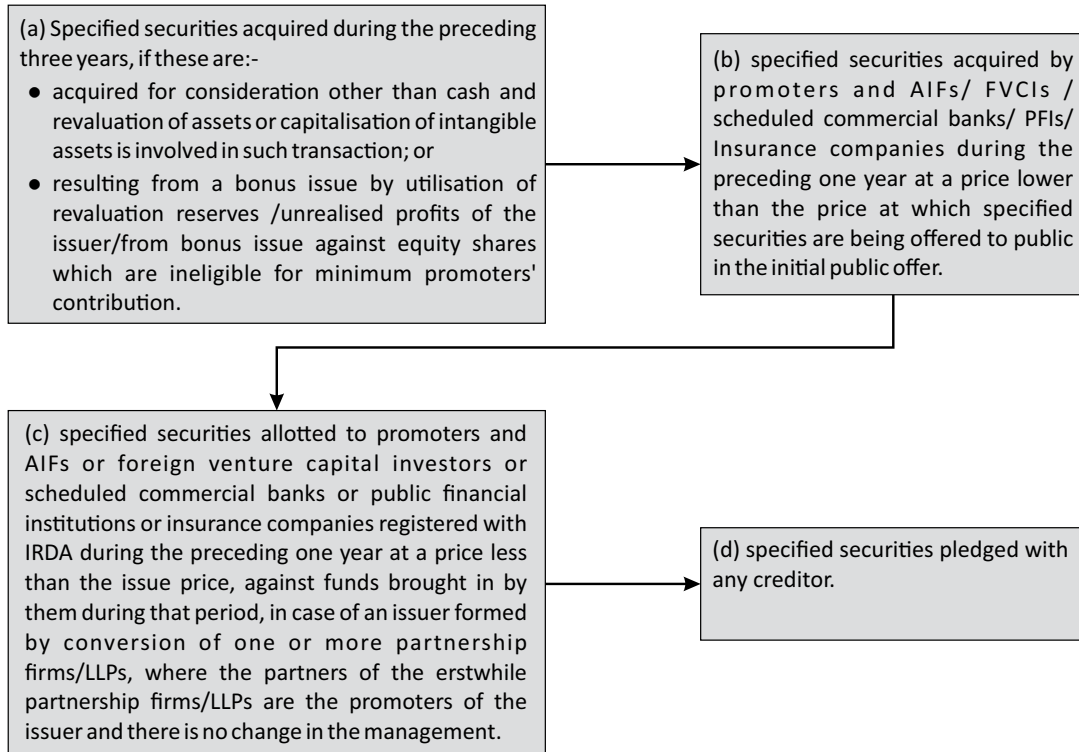 (a) Specified securities acquired during the preceding
three years, if these are:-
● acquired for consideration other than cash and
revaluation of assets or capitalisation of intangible
assets is involved in such transaction; or
● resulting from a bonus issue by utilisation of
revaluation reserves /unrealised profits of the
issuer/from bonus issue against equity shares
which are ineligible for minimum promoters'
contribution.
(b) specified securities acquired by
promoters and AIFs/ FVCIs /
scheduled commercial banks/ PFIs/
Insurance companies during the
preceding one year at a price lower
than the price at which specified
securities are being offered to public
in the initial public offer.
(c) specified securities allotted to promoters and
AIFs or foreign venture capital investors or
scheduled commercial banks or public financial
institutions or insurance companies registered with
IRDA during the preceding one year at a price less
than the issue price, against funds brought in by
them during that period, in case of an issuer formed
by conversion of one or more partnership
firms/LLPs, where the partners of the erstwhile
partnership firms/LLPs are the promoters of the
issuer and there is no change in the management.
(d) specified securities pledged with
any creditor.